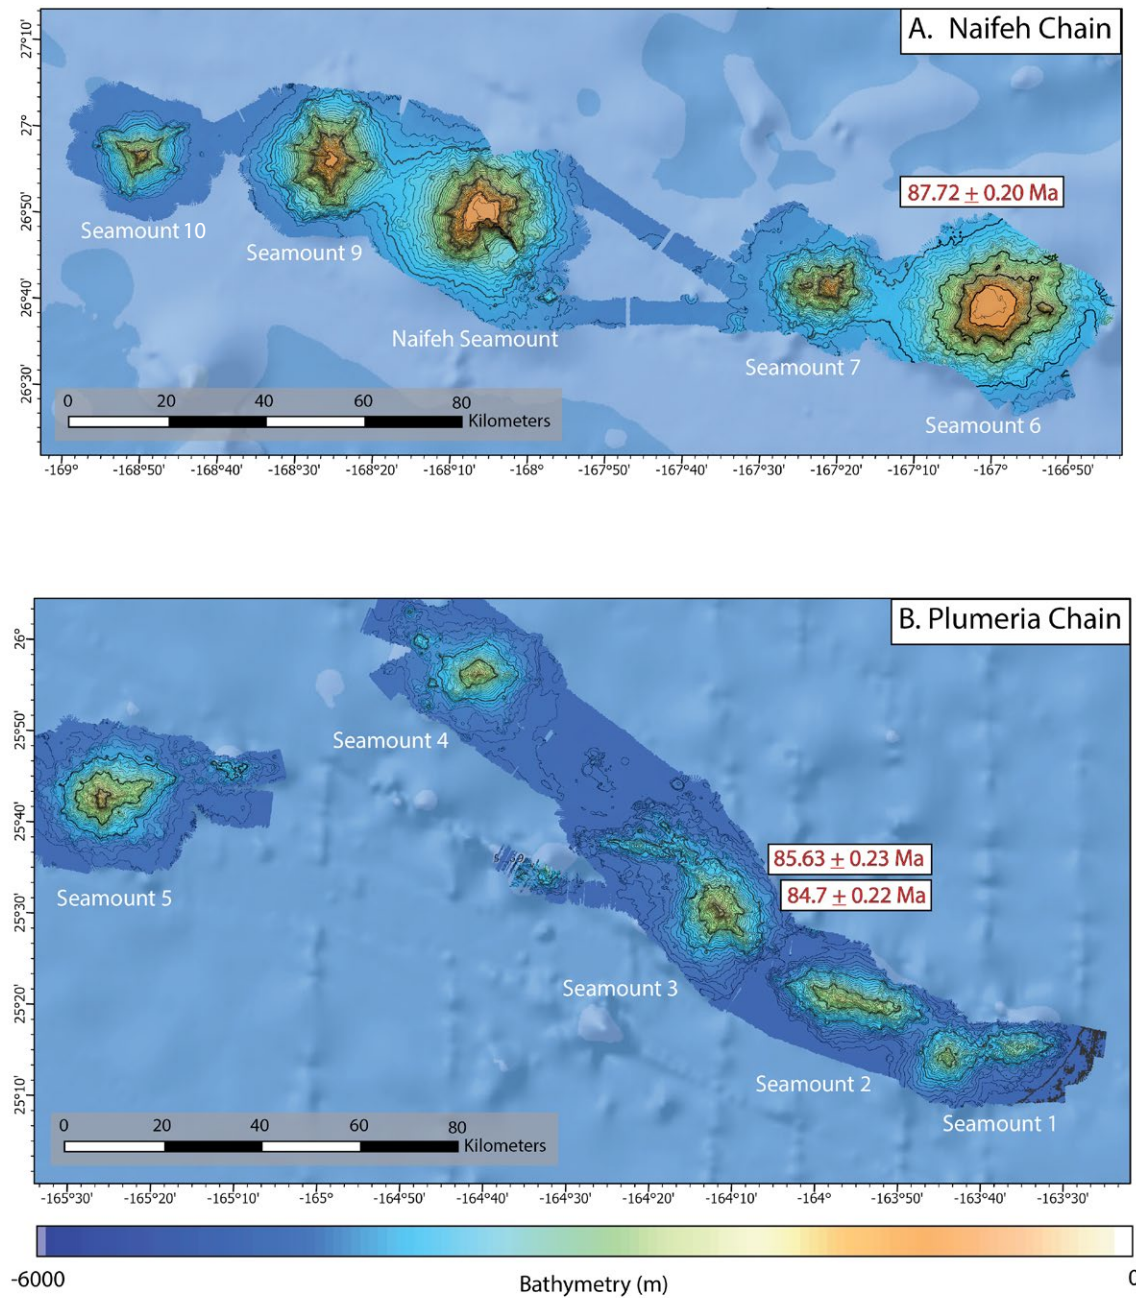 A. Naifeh Chain
27°10'
27°
26°50'
26°40'
26°30'
87.72 ± 0.20 Ma
Seamount 10
Seamount 9
Naifeh Seamount
Seamount 7
Seamount 6
0 20 40 60 80
Kilometers
-169° -168°50' -168°40' -168°30' -168°20' -168°10' -168° -167°50' -167°40' -167°30' -167°20' -167°10' -167° -166°50'
B. Plumeria Chain
26°
25°50'
25°40'
25°30'
25°20'
25°10'
Seamount 4
85.63 ± 0.23 Ma
84.7 ± 0.22 Ma
Seamount 5
Seamount 3
Seamount 2
Seamount 1
0 20 40 60 80
Kilometers
-165°30' -165°20' -165°10' -165° -164°50' -164°40' -164°30' -164°20' -164°10' -164° -163°50' -163°40' -163°30'
-6000 0
Bathymetry (m)